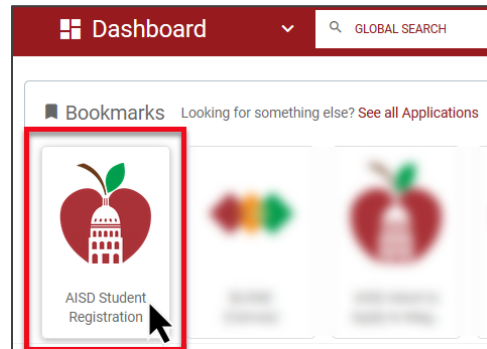 Dashboard
GLOBAL SEARCH
Bookmarks Looking for something else? See all Applications
AISD Student
Registration